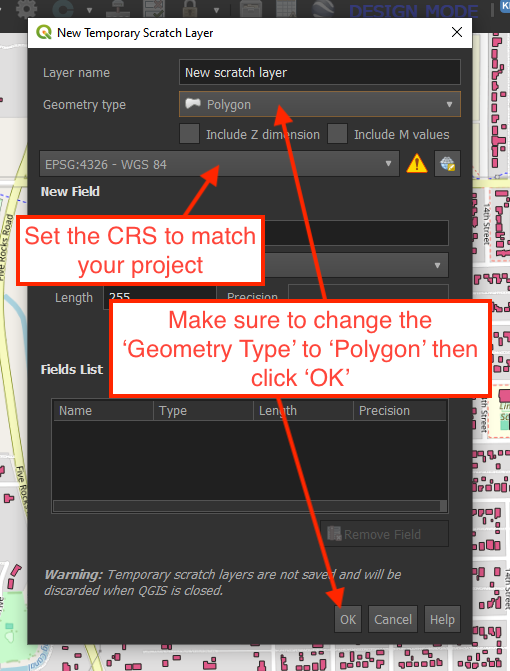 DESIGN MODE
New Temporary Scratch Layer
Layer name
New scratch layer
Geometry type
Polygon
Include Z dimension
Include M values
EPSG:4326 - WGS 84
New Field
14th Street
Five Rocks Road
Set the CRS to match
your project
Length
255
Precision
Make sure to change the
‘Geometry Type’ to ‘Polygon’ then
click ‘OK’
Fields List
Name Type Length Precision
14th Street
Five Rocks
Remove Field
Warning: Temporary scratch layers are not saved and will be
discarded when QGIS is closed.
OK
Cancel
Help